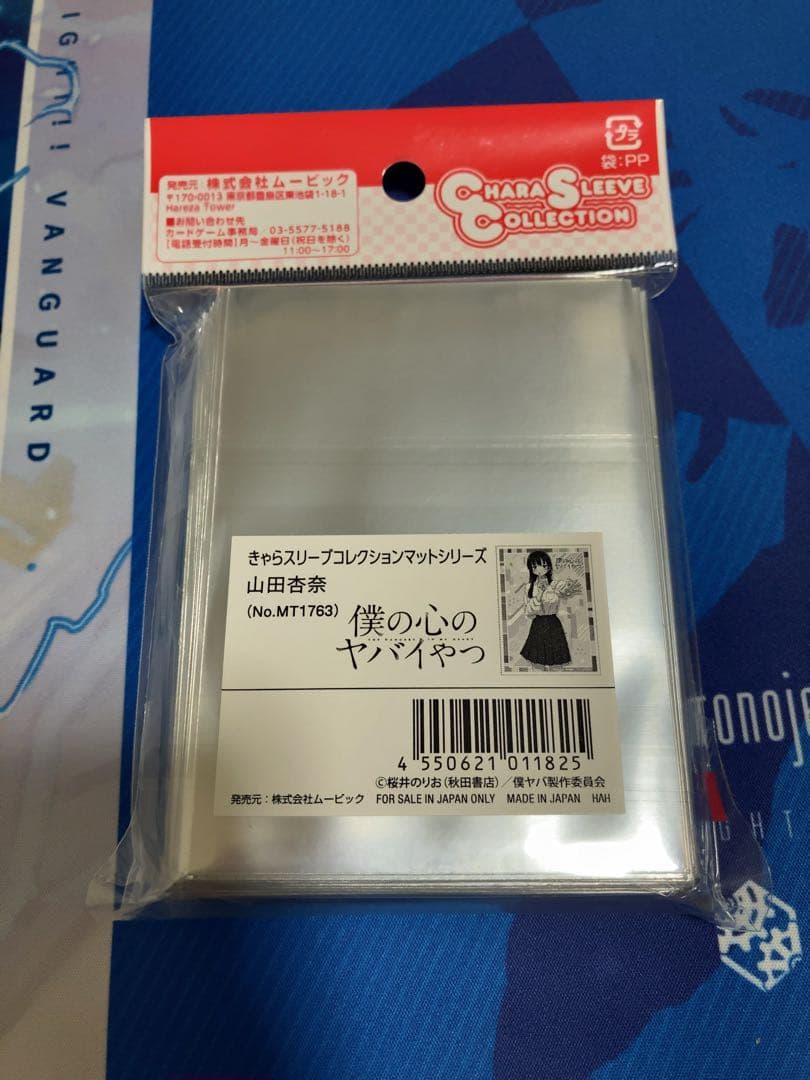 IGHT!! VANGUARD
プラ
袋:PP
発売元:株式会社ムービック
〒170-0013 東京都豊島区東池袋1-18-1
Hareza Tower
■お問い合わせ先
カードゲーム事務局／03-5577-5188
【電話受付時間】月～金曜日(祝日を除く)
11:00～17:00
CHARA SLEEVE
COLLECTION
きゃらスリーブコレクションマットシリーズ
山田杏奈
(No.MT1763)
僕の心の
ヤバイやつ
4 550621 011825
©桜井のりお(秋田書店)／僕ヤバ製作委員会
発売元：株式会社ムービック FOR SALE IN JAPAN ONLY MADE IN JAPAN HAH
onoje
GHT